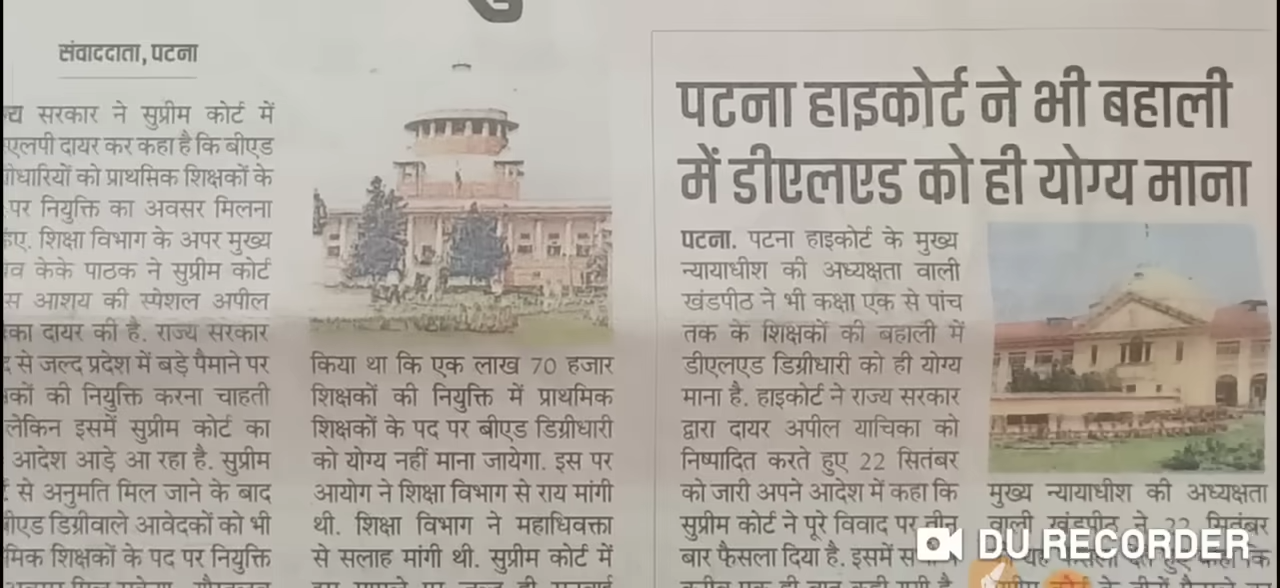 संवाददाता, पटना
सरकार ने सुप्रीम कोर्ट में
दायर कर कहा है कि बीएड
को प्राथमिक शिक्षकों के
पर नियुक्ति का अवसर मिलना
शिक्षा विभाग के अपर मुख्य
केके पाठक ने सुप्रीम कोर्ट
आशय की स्पेशल अपील
दायर की है. राज्य सरकार
से जल्द प्रदेश में बड़े पैमाने पर
की नियुक्ति करना चाहती
लेकिन इसमें सुप्रीम कोर्ट का
आदेश आड़े आ रहा है. सुप्रीम
से अनुमति मिल जाने के बाद
डिग्रीवाले आवेदकों को भी
शिक्षकों के पद पर नियुक्ति
किया था कि एक लाख 70 हजार
शिक्षकों की नियुक्ति में प्राथमिक
शिक्षकों के पद पर बीएड डिग्रीधारी
को योग्य नहीं माना जायेगा. इस पर
आयोग ने शिक्षा विभाग से राय मांगी
थी. शिक्षा विभाग ने महाधिवक्ता
से सलाह मांगी थी. सुप्रीम कोर्ट में
पटना हाइकोर्ट ने भी बहाली
में डीएलएड को ही योग्य माना
पटना. पटना हाइकोर्ट के मुख्य
न्यायाधीश की अध्यक्षता वाली
खंडपीठ ने भी कक्षा एक से पांच
तक के शिक्षकों की बहाली में
डीएलएड डिग्रीधारी को ही योग्य
माना है. हाइकोर्ट ने राज्य सरकार
द्वारा दायर अपील याचिका को
निष्पादित करते हुए 22 सितंबर
को जारी अपने आदेश में कहा कि
सुप्रीम कोर्ट ने पूरे विवाद पर तीन
बार फैसला दिया है. इसमें
मुख्य न्यायाधीश की अध्यक्षता
वाली खंडपीठ ने 22 सितंबर
DU RECORDER